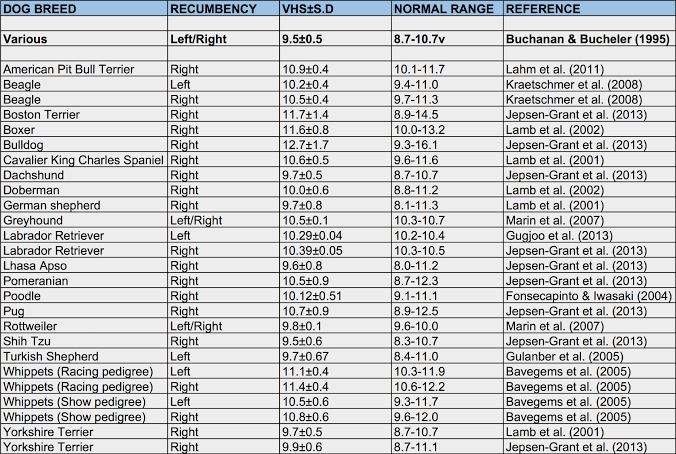 DOG BREED RECUMBENCY VHS±S.D NORMAL RANGE REFERENCE
Various Left/Right 9.5±0.5 8.7-10.7v Buchanan & Bucheler (1995)
American Pit Bull Terrier Right 10.9±0.4 10.1-11.7 Lahm et al. (2011)
Beagle Left 10.2±0.4 9.4-11.0 Kraetschmer et al. (2008)
Beagle Right 10.5±0.4 9.7-11.3 Kraetschmer et al. (2008)
Boston Terrier Right 11.7±1.4 8.9-14.5 Jepsen-Grant et al. (2013)
Boxer Right 11.6±0.8 10.0-13.2 Lamb et al. (2002)
Bulldog Right 12.7±1.7 9.3-16.1 Jepsen-Grant et al. (2013)
Cavalier King Charles Spaniel Right 10.6±0.5 9.6-11.6 Lamb et al. (2001)
Dachshund Right 9.7±0.5 8.7-10.7 Jepsen-Grant et al. (2013)
Doberman Right 10.0±0.6 8.8-11.2 Lamb et al. (2002)
German shepherd Right 9.7±0.8 8.1-11.3 Lamb et al. (2001)
Greyhound Left/Right 10.5±0.1 10.3-10.7 Marin et al. (2007)
Labrador Retriever Left 10.29±0.04 10.2-10.4 Gugjoo et al. (2013)
Labrador Retriever Right 10.39±0.05 10.3-10.5 Jepsen-Grant et al. (2013)
Lhasa Apso Right 9.6±0.8 8.0-11.2 Jepsen-Grant et al. (2013)
Pomeranian Right 10.5±0.9 8.7-12.3 Jepsen-Grant et al. (2013)
Poodle Right 10.12±0.51 9.1-11.1 Fonsecapinto & Iwasaki (2004)
Pug Right 10.7±0.9 8.9-12.5 Jepsen-Grant et al. (2013)
Rottweiler Left/Right 9.8±0.1 9.6-10.0 Marin et al. (2007)
Shih Tzu Right 9.5±0.6 8.3-10.7 Jepsen-Grant et al. (2013)
Turkish Shepherd Left 9.7±0.67 8.4-11.0 Gulanber et al. (2005)
Whippets (Racing pedigree) Left 11.1±0.4 10.3-11.9 Bavegems et al. (2005)
Whippets (Racing pedigree) Right 11.4±0.4 10.6-12.2 Bavegems et al. (2005)
Whippets (Show pedigree) Left 10.5±0.6 9.3-11.7 Bavegems et al. (2005)
Whippets (Show pedigree) Right 10.8±0.6 9.6-12.0 Bavegems et al. (2005)
Yorkshire Terrier Right 9.7±0.5 8.7-10.7 Lamb et al. (2001)
Yorkshire Terrier Right 9.9±0.6 8.7-11.1 Jepsen-Grant et al. (2013)